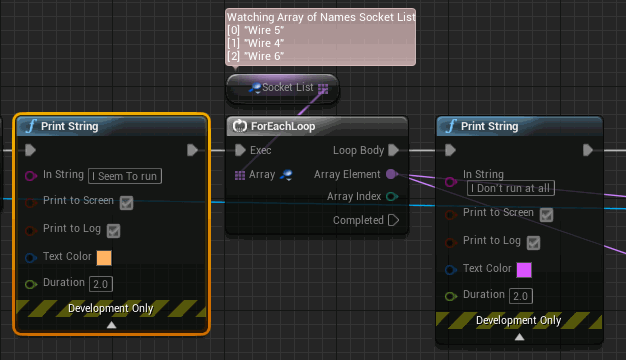 Watching Array of Names Socket List
[0] "Wire 5"
[1] "Wire 4"
[2] "Wire 6"
Socket List
Print String
In String I Seem To run
Print to Screen
Print to Log
Text Color
Duration 2.0
Development Only
ForEachLoop
Exec Loop Body
Array Array Element
Array Index
Completed
Print String
In String
I Don't run at all
Print to Screen
Print to Log
Text Color
Duration 2.0
Development Only